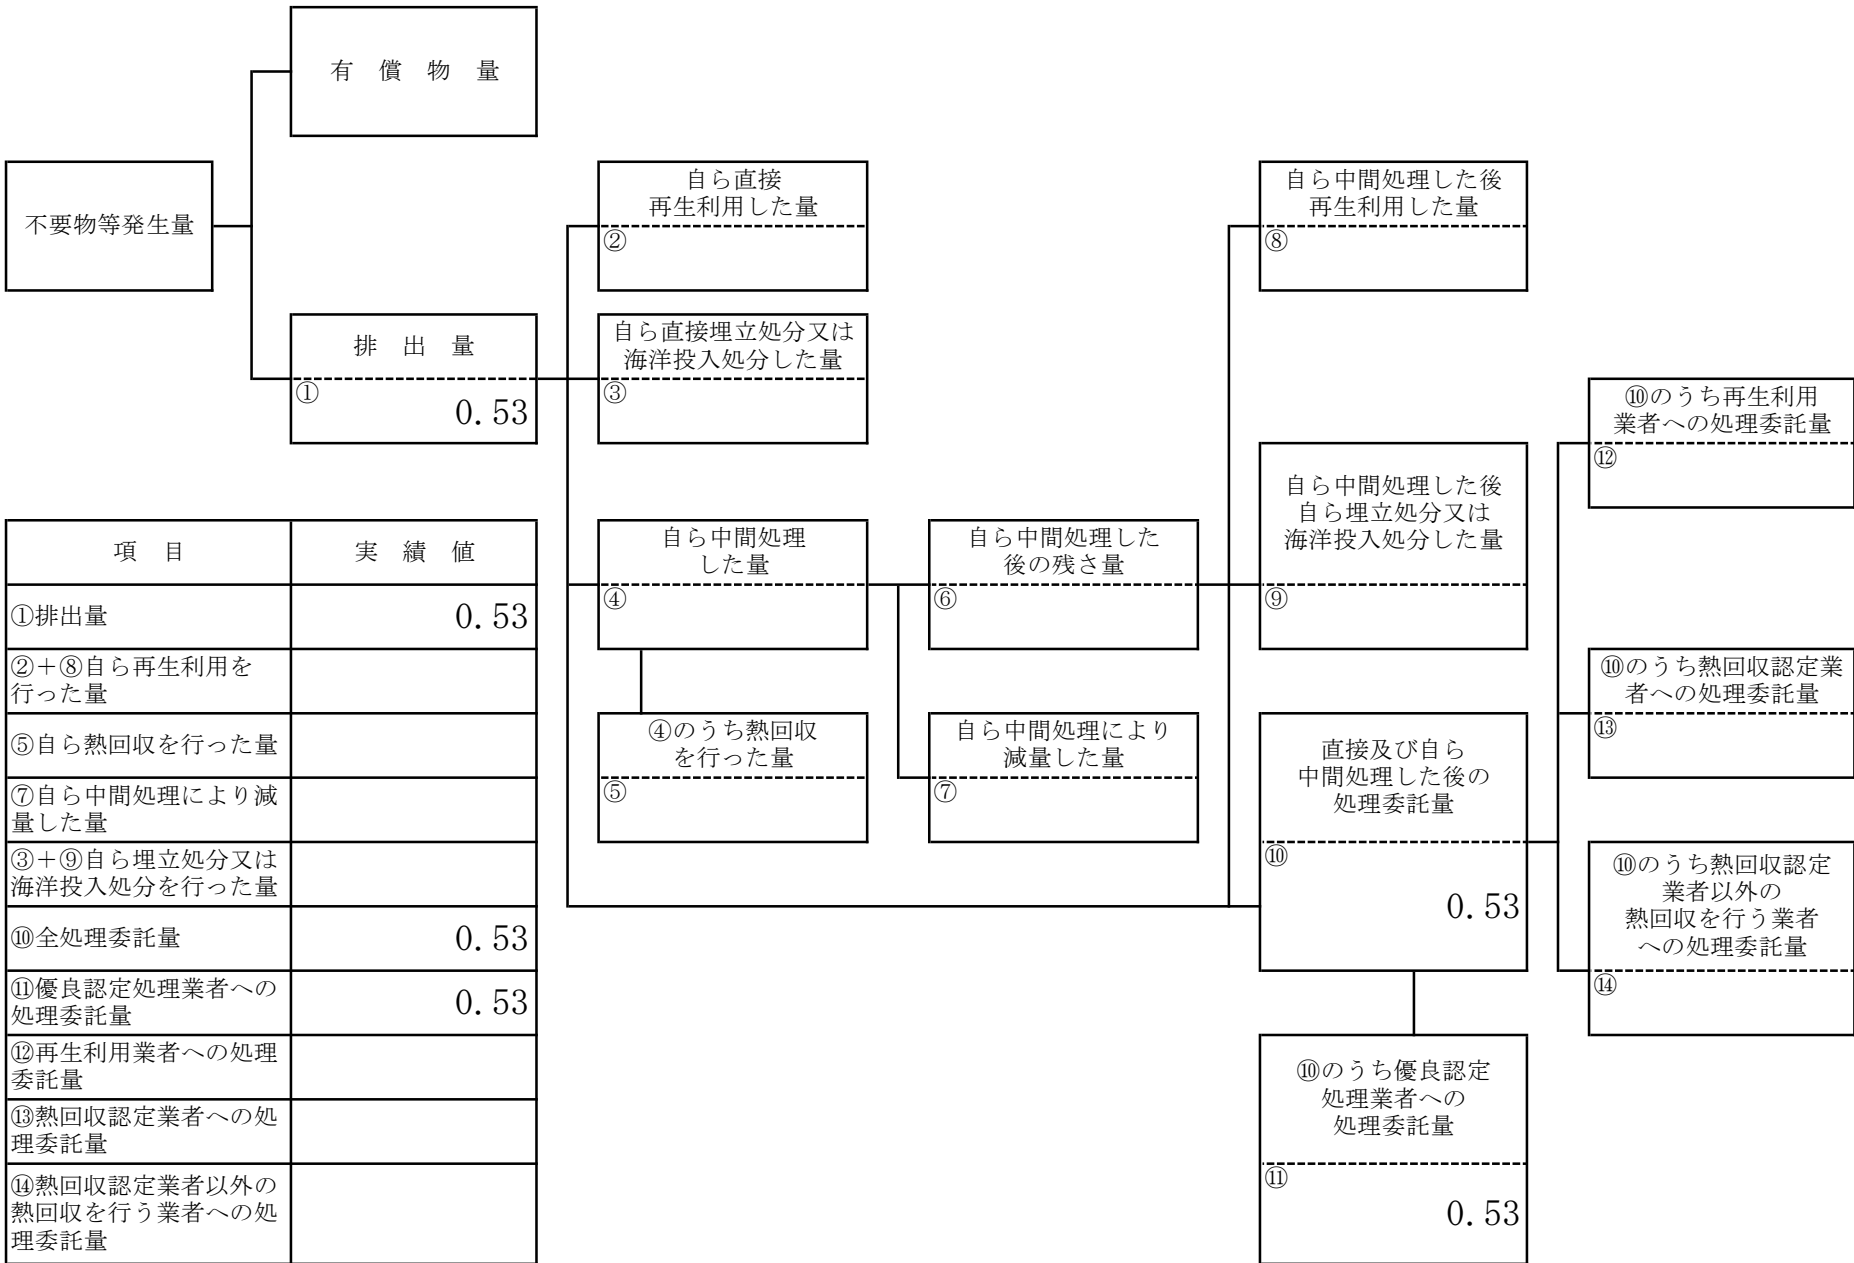 有 償 物 量
不要物等発生量
排 出 量
①
0.53
自ら直接
再生利用した量
②
自ら直接埋立処分又は
海洋投入処分した量
③
自ら中間処理
した量
④
④のうち熱回収
を行った量
⑤
自ら中間処理した
後の残さ量
⑥
自ら中間処理により
減量した量
⑦
自ら中間処理した後
再生利用した量
⑧
自ら中間処理した後
自ら埋立処分又は
海洋投入処分した量
⑨
直接及び自ら
中間処理した後の
処理委託量
⑩
0.53
⑩のうち優良認定
処理業者への
処理委託量
⑪
0.53
⑩のうち再生利用
業者への処理委託量
⑫
⑩のうち熱回収認定業
者への処理委託量
⑬
⑩のうち熱回収認定
業者以外の
熱回収を行う業者
への処理委託量
⑭
項 目 実 績 値
①排出量 0.53
②+⑧自ら再生利用を
行った量
⑤自ら熱回収を行った量
⑦自ら中間処理により減
量した量
③+⑨自ら埋立処分又は
海洋投入処分を行った量
⑩全処理委託量 0.53
⑪優良認定処理業者への
処理委託量 0.53
⑫再生利用業者への処理
委託量
⑬熱回収認定業者への処
理委託量
⑭熱回収認定業者以外の
熱回収を行う業者への処
理委託量